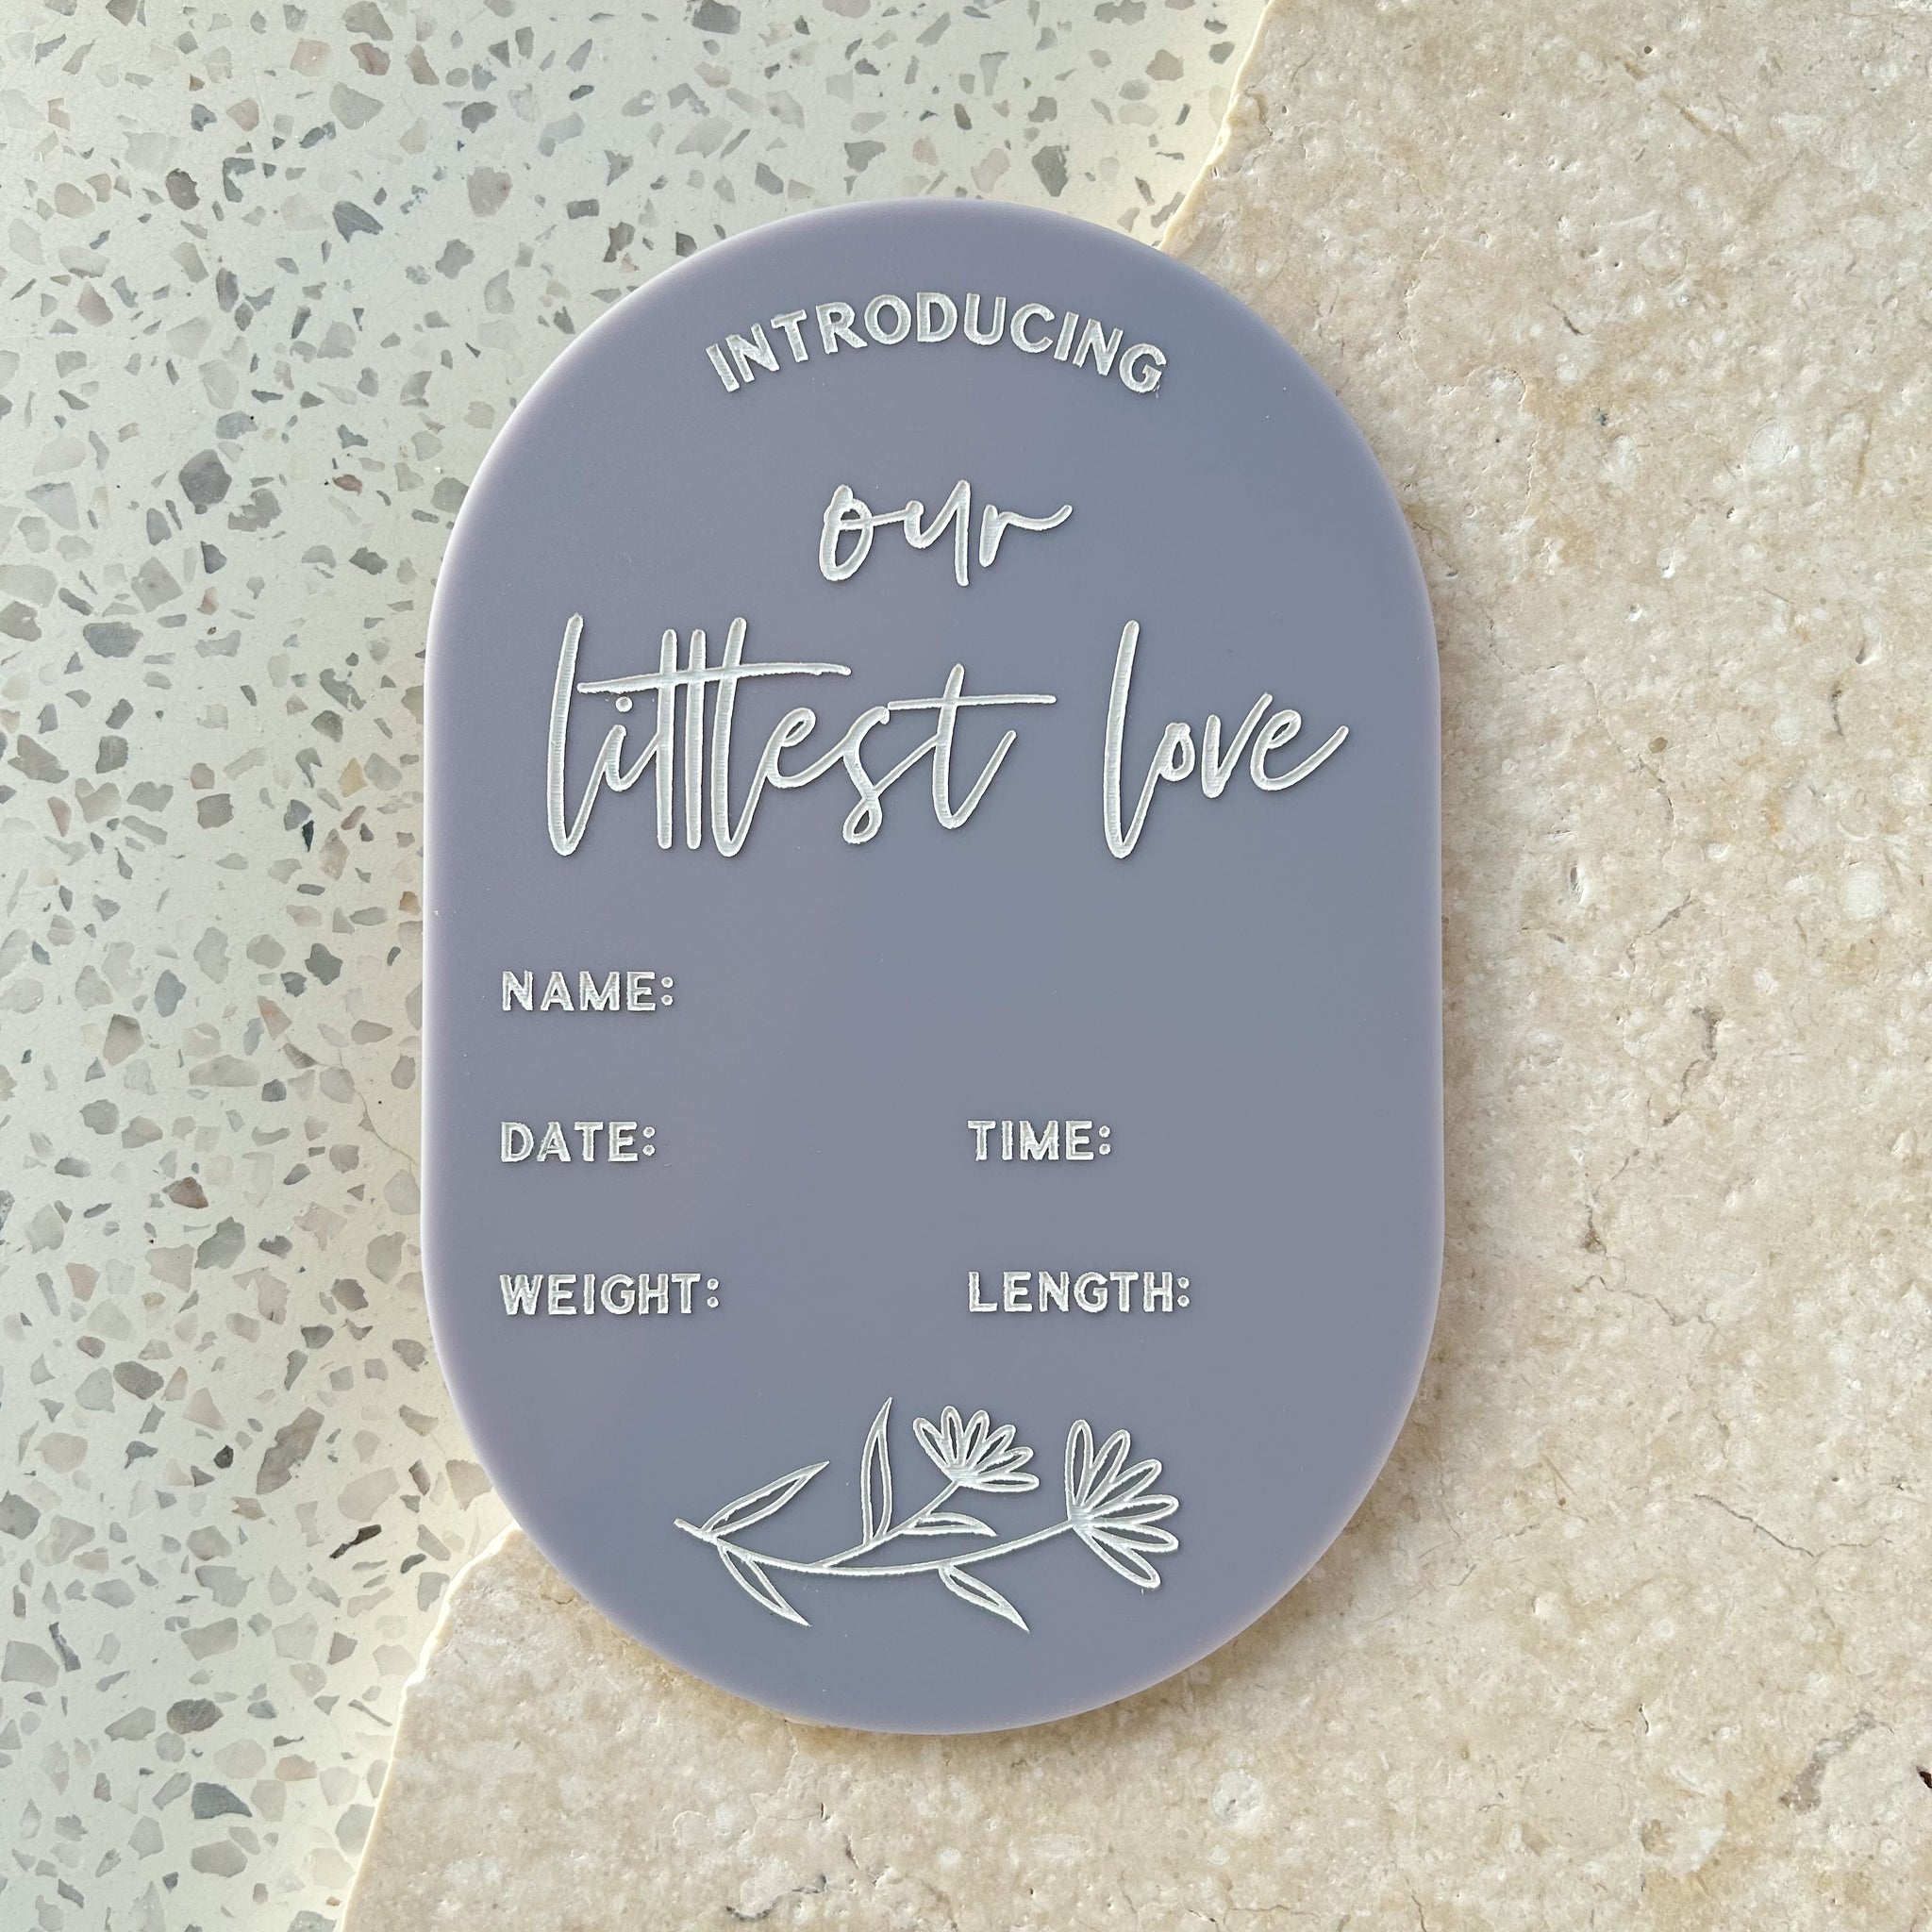 INTRODUCING
our
littlest love
NAME:
DATE: TIME:
WEIGHT: LENGTH: